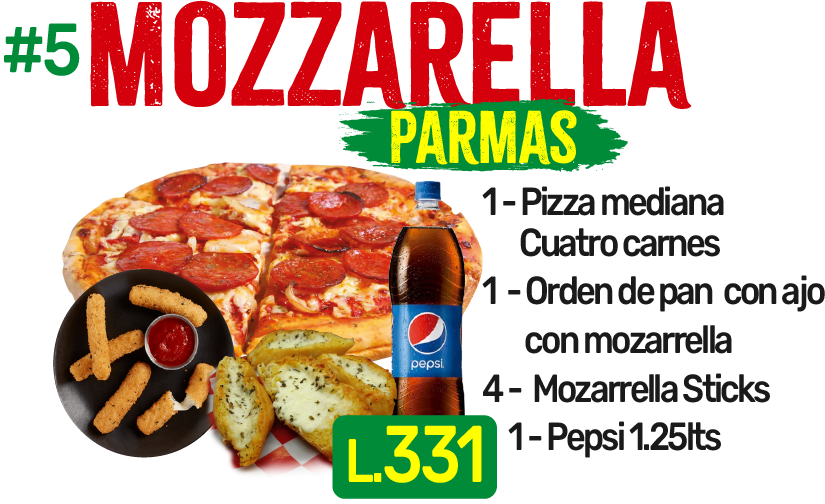 #5 MOZZARELLA
PARMAS
1 - Pizza mediana
Cuatro carnes
1 - Orden de pan con ajo
con mozarrella
4 - Mozarrella Sticks
1 - Pepsi 1.25lts
pepsi
L.331